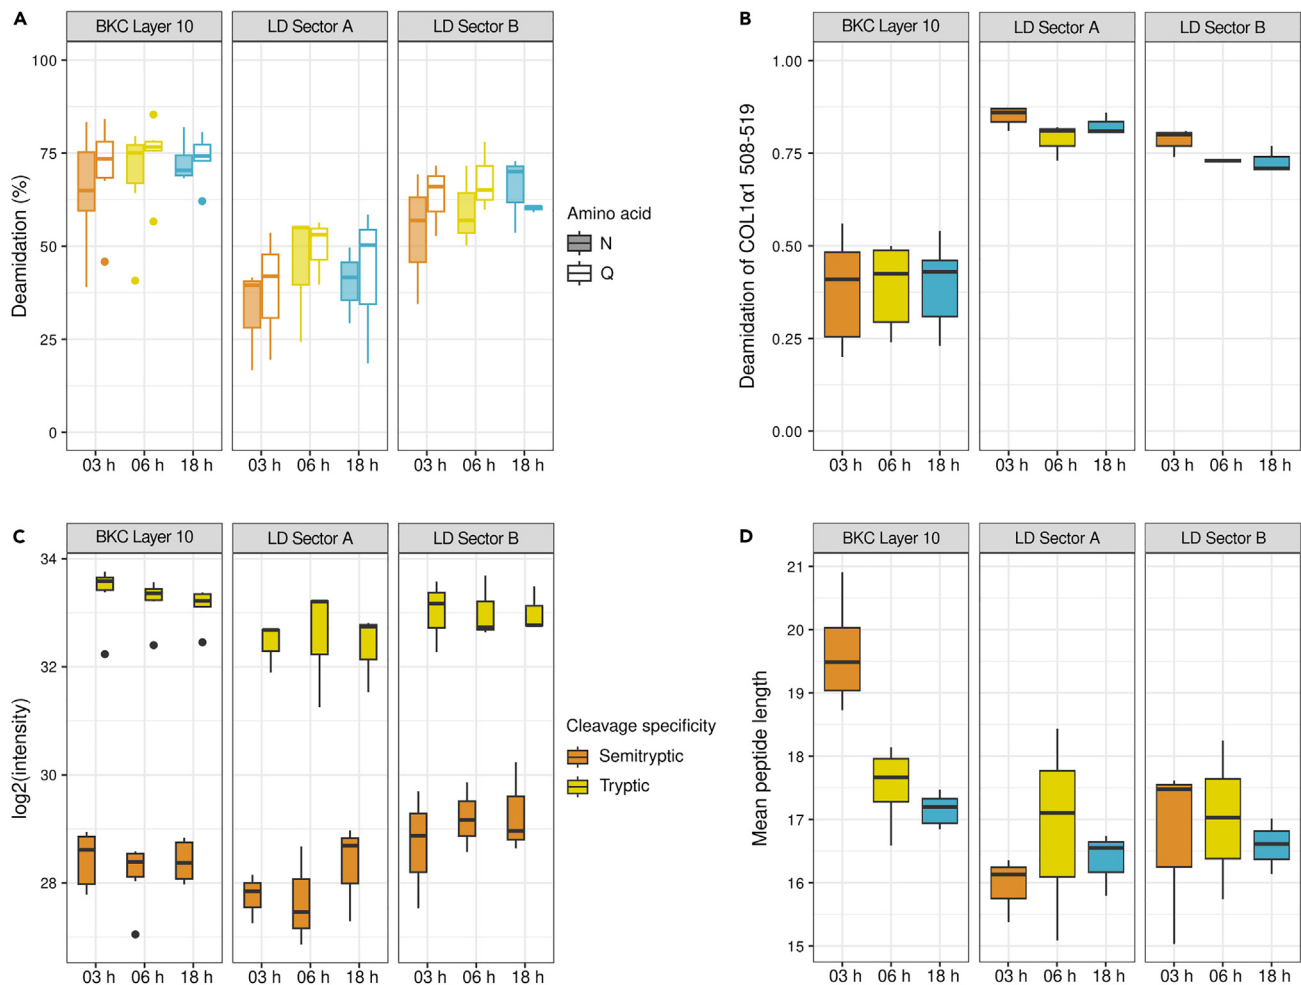 A
BKC Layer 10
LD Sector A
LD Sector B
Deamidation (%)
100
75
50
25
0
03 h 06 h 18 h
03 h 06 h 18 h
03 h 06 h 18 h
Amino acid
N
Q
B
BKC Layer 10
LD Sector A
LD Sector B
Deamidation of COL1α1 508-519
1.00
0.75
0.50
0.25
0.00
03 h 06 h 18 h
03 h 06 h 18 h
03 h 06 h 18 h
C
BKC Layer 10
LD Sector A
LD Sector B
log2(intensity)
34
32
30
28
03 h 06 h 18 h
03 h 06 h 18 h
03 h 06 h 18 h
Cleavage specificity
Semitryptic
Tryptic
D
BKC Layer 10
LD Sector A
LD Sector B
Mean peptide length
21
20
19
18
17
16
15
03 h 06 h 18 h
03 h 06 h 18 h
03 h 06 h 18 h